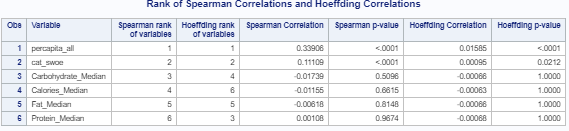 Rank of Spearman Correlations and Hoeffding Correlations
Obs Variable Spearman rank of variables Hoeffding rank of variables Spearman Correlation Spearman p-value Hoeffding Correlation Hoeffding p-value
1 percapita_all 1 1 0.33906 <.0001 0.01585 <.0001
2 cat_swoe 2 2 0.11109 <.0001 0.00095 0.0212
3 Carbohydrate_Median 3 4 -0.01739 0.5096 -0.00066 1.0000
4 Calories_Median 4 6 -0.01155 0.6615 -0.00063 1.0000
5 Fat_Median 5 5 -0.00618 0.8148 -0.00066 1.0000
6 Protein_Median 6 3 0.00108 0.9674 -0.00068 1.0000